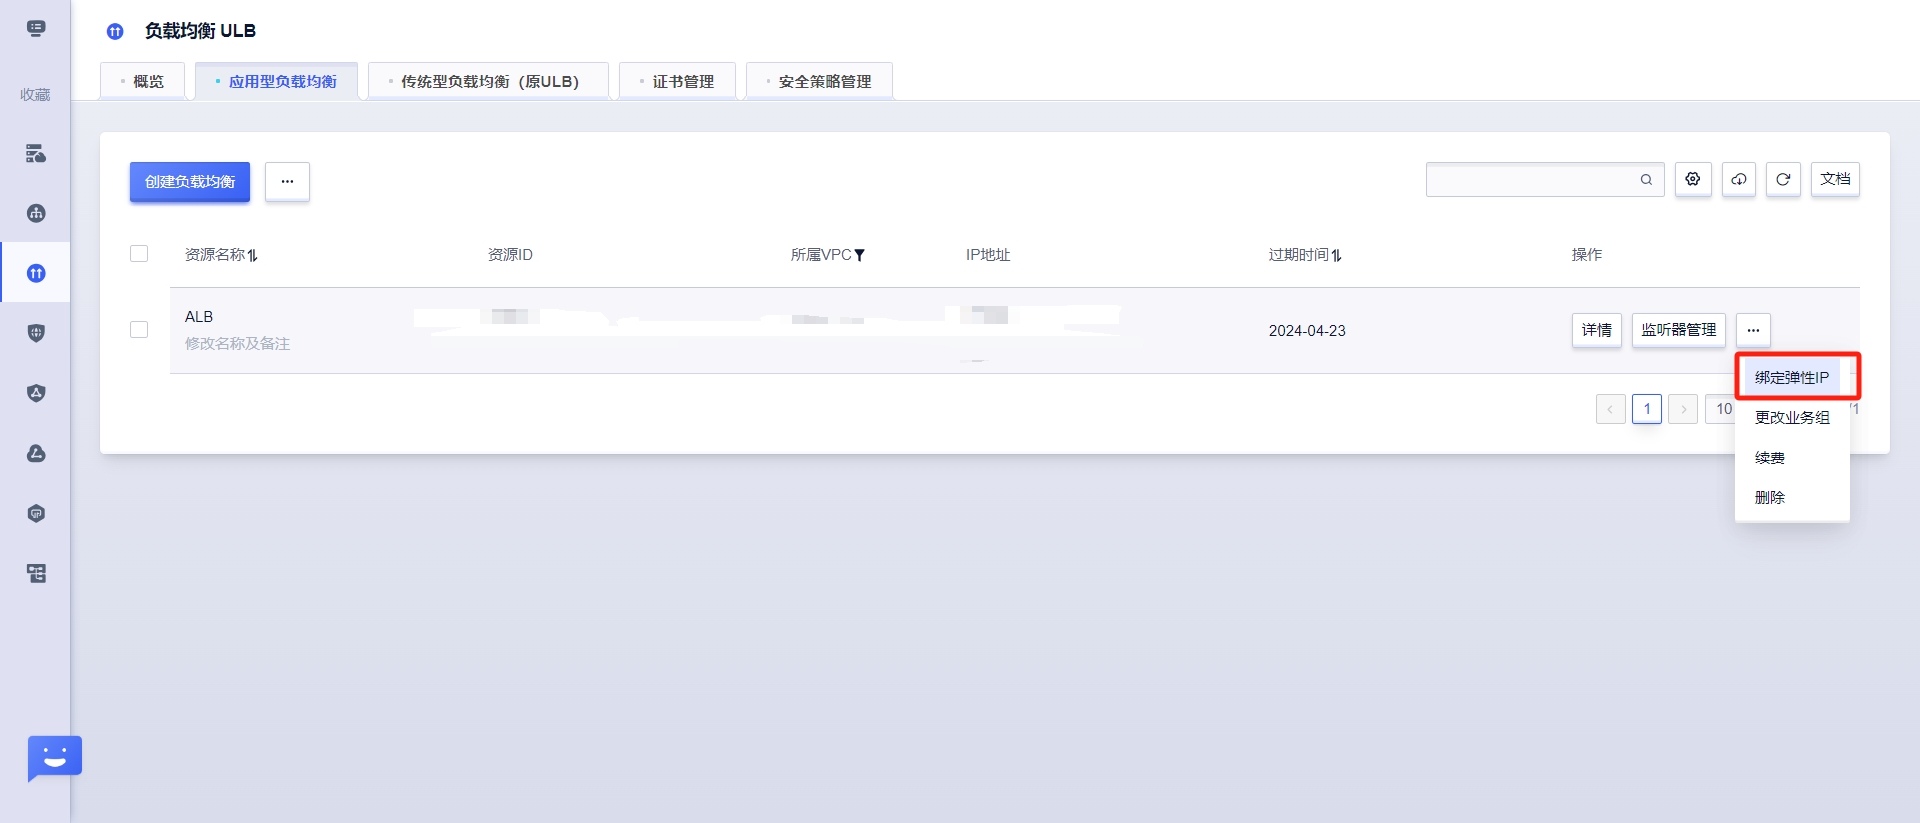 负载均衡 ULB
概览
应用型负载均衡
传统型负载均衡（原ULB）
证书管理
安全策略管理
收藏
创建负载均衡
...
文档
资源名称
资源ID
所属VPC
IP地址
过期时间
操作
ALB
修改名称及备注
2024-04-23
详情
监听器管理
...
绑定弹性IP
更改业务组
续费
删除
1
10
/1